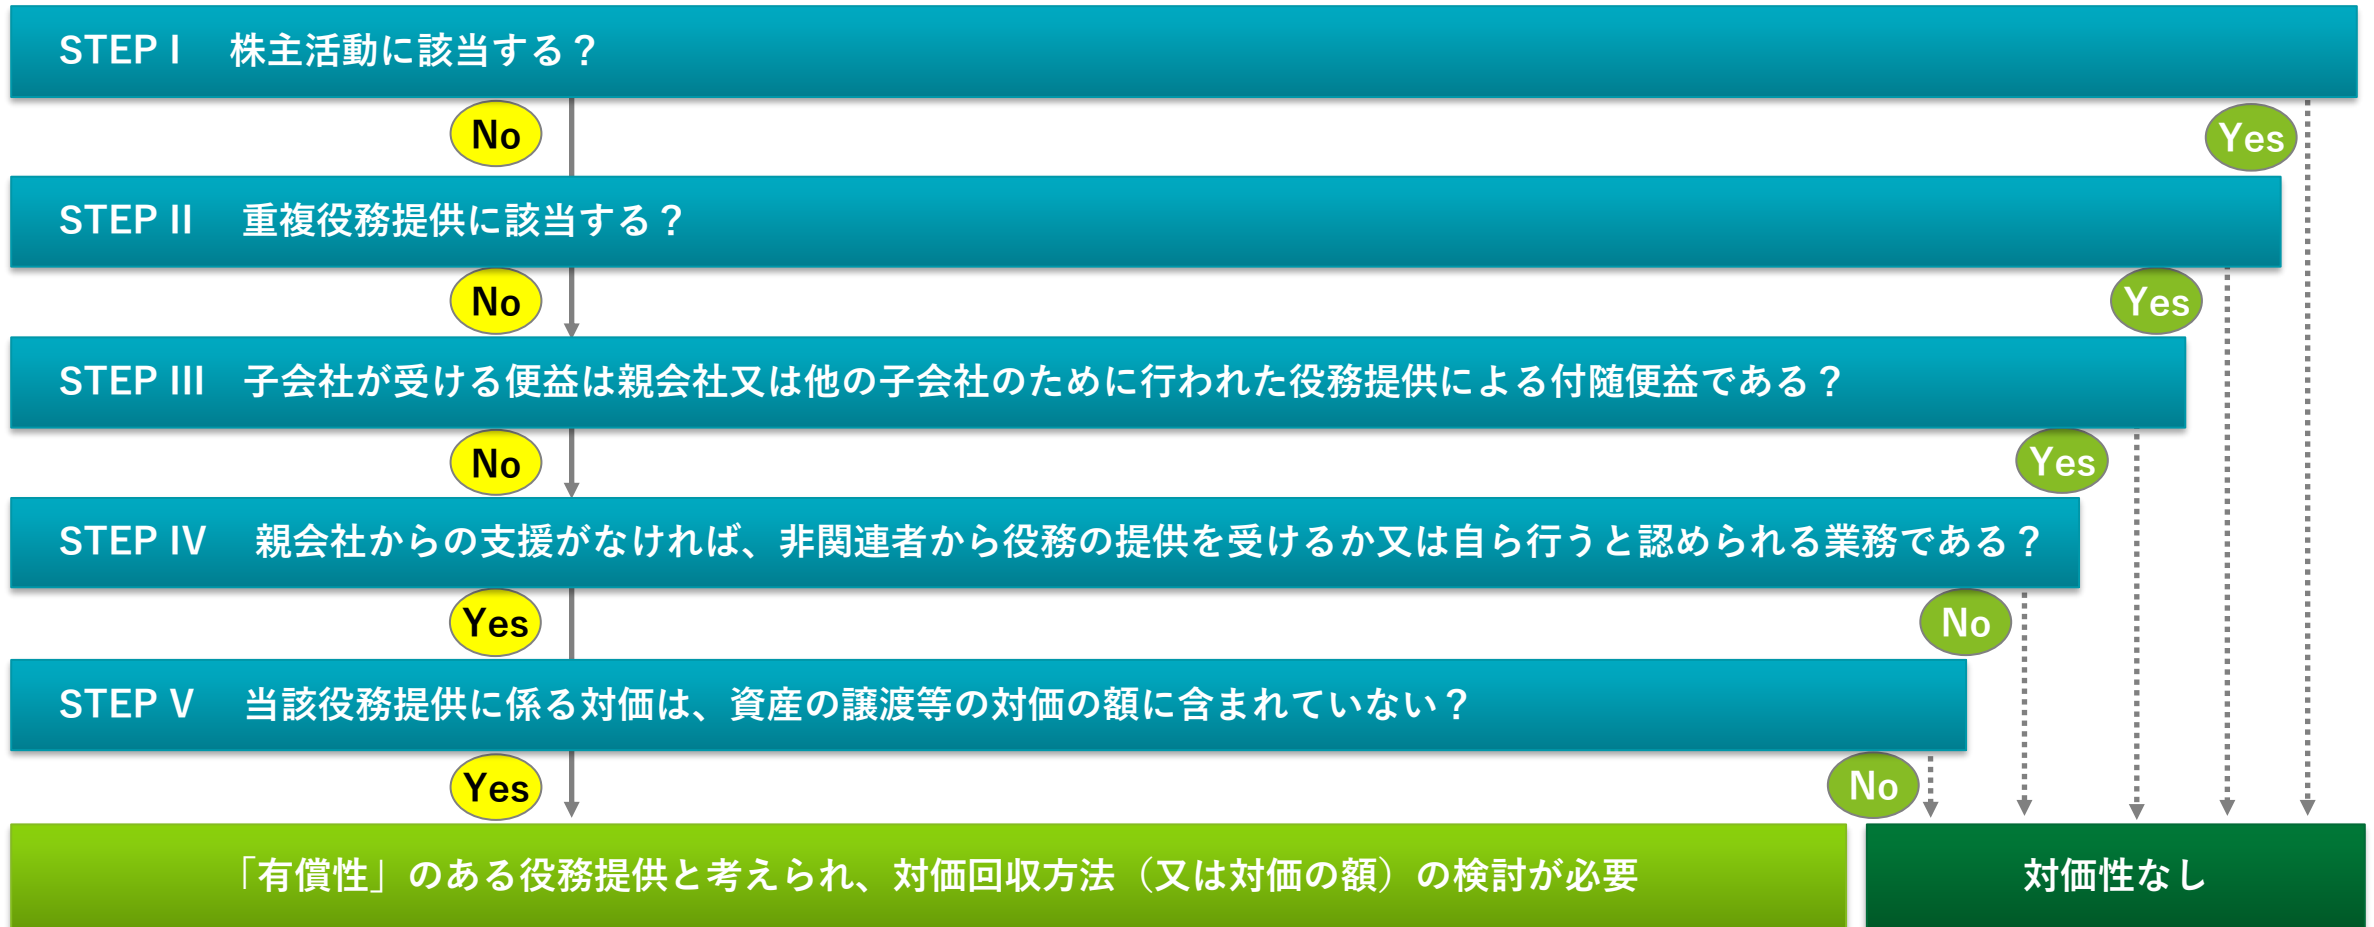 STEP I 株主活動に該当する？
No
Yes
STEP II 重複役務提供に該当する？
No
Yes
STEP III 子会社が受ける便益は親会社又は他の子会社のために行われた役務提供による付随便益である？
No
Yes
STEP IV 親会社からの支援がなければ、非関連者から役務の提供を受けるか又は自ら行うと認められる業務である？
Yes
No
STEP V 当該役務提供に係る対価は、資産の譲渡等の対価の額に含まれていない？
Yes
No
「有償性」のある役務提供と考えられ、対価回収方法（又は対価の額）の検討が必要
対価性なし